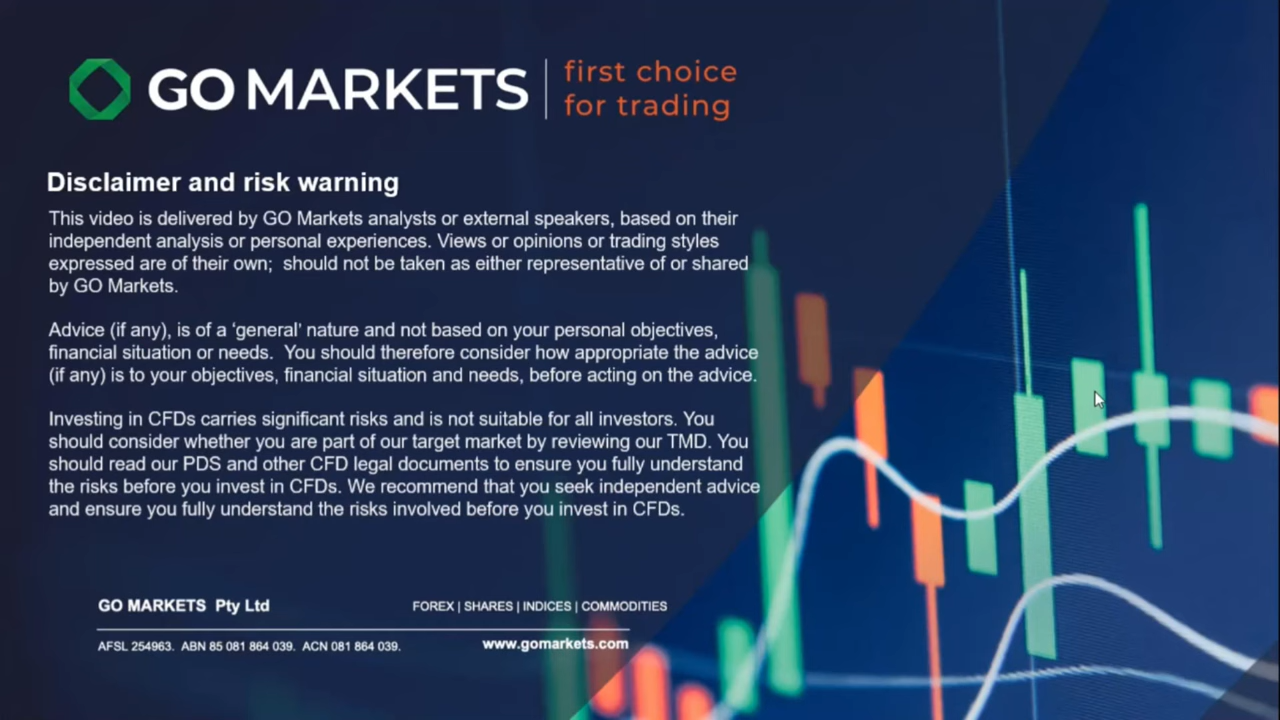 GO MARKETS
first choice
for trading
Disclaimer and risk warning
This video is delivered by GO Markets analysts or external speakers, based on their
independent analysis or personal experiences. Views or opinions or trading styles
expressed are of their own;  should not be taken as either representative of or shared
by GO Markets.
Advice (if any), is of a ‘general’ nature and not based on your personal objectives,
financial situation or needs.  You should therefore consider how appropriate the advice
(if any) is to your objectives, financial situation and needs, before acting on the advice.
Investing in CFDs carries significant risks and is not suitable for all investors. You
should consider whether you are part of our target market by reviewing our TMD. You
should read our PDS and other CFD legal documents to ensure you fully understand
the risks before you invest in CFDs. We recommend that you seek independent advice
and ensure you fully understand the risks involved before you invest in CFDs.
GO MARKETS  Pty Ltd
FOREX | SHARES | INDICES | COMMODITIES
AFSL 254963.  ABN 85 081 864 039.  ACN 081 864 039.
www.gomarkets.com